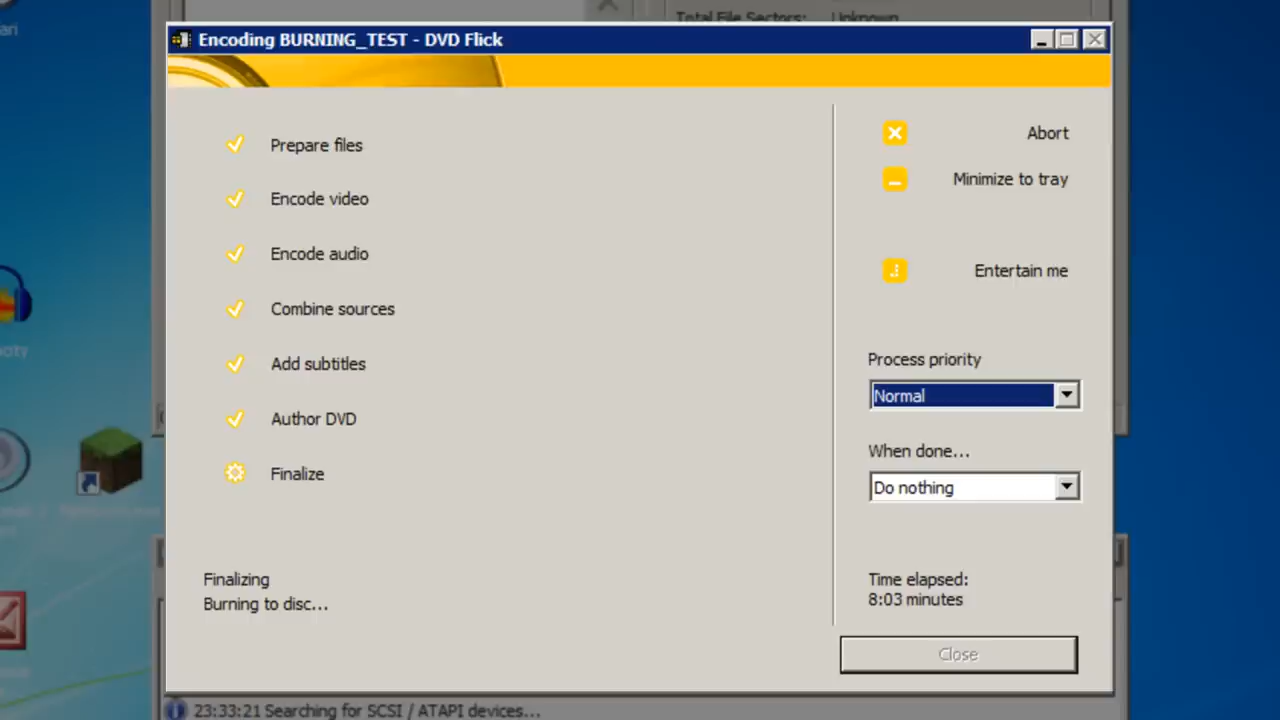 Total File Sectors: Unknown
Encoding BURNING_TEST - DVD Flick
Prepare files
Encode video
Encode audio
Combine sources
Add subtitles
Author DVD
Finalize
Finalizing
Burning to disc...
Abort
Minimize to tray
Entertain me
Process priority
Normal
When done...
Do nothing
Time elapsed:
8:03 minutes
Close
23:33:21 Searching for SCSI / ATAPI devices...